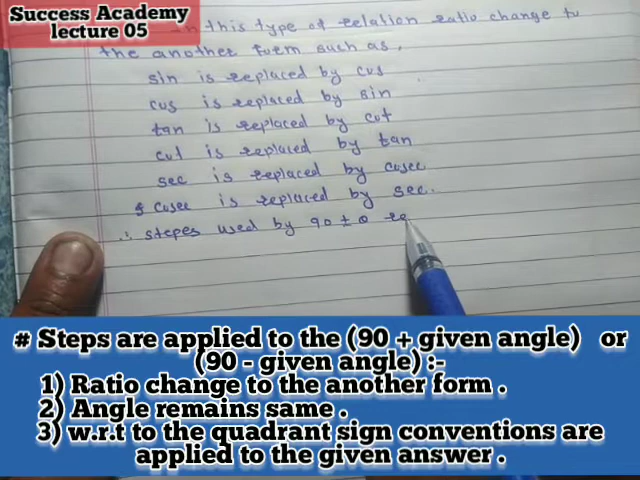 Success Academy
lecture 05
In this type of relation ratio change to
the another form such as,
sin is replaced by cos
cos is replaced by sin
tan is replaced by cot
cot is replaced by tan
sec is replaced by cosec
& cosec is replaced by sec.
∴ stepes used by 90 ± θ re
# Steps are applied to the (90 + given angle) or
(90 - given angle) :-
1) Ratio change to the another form .
2) Angle remains same .
3) w.r.t to the quadrant sign conventions are
applied to the given answer .